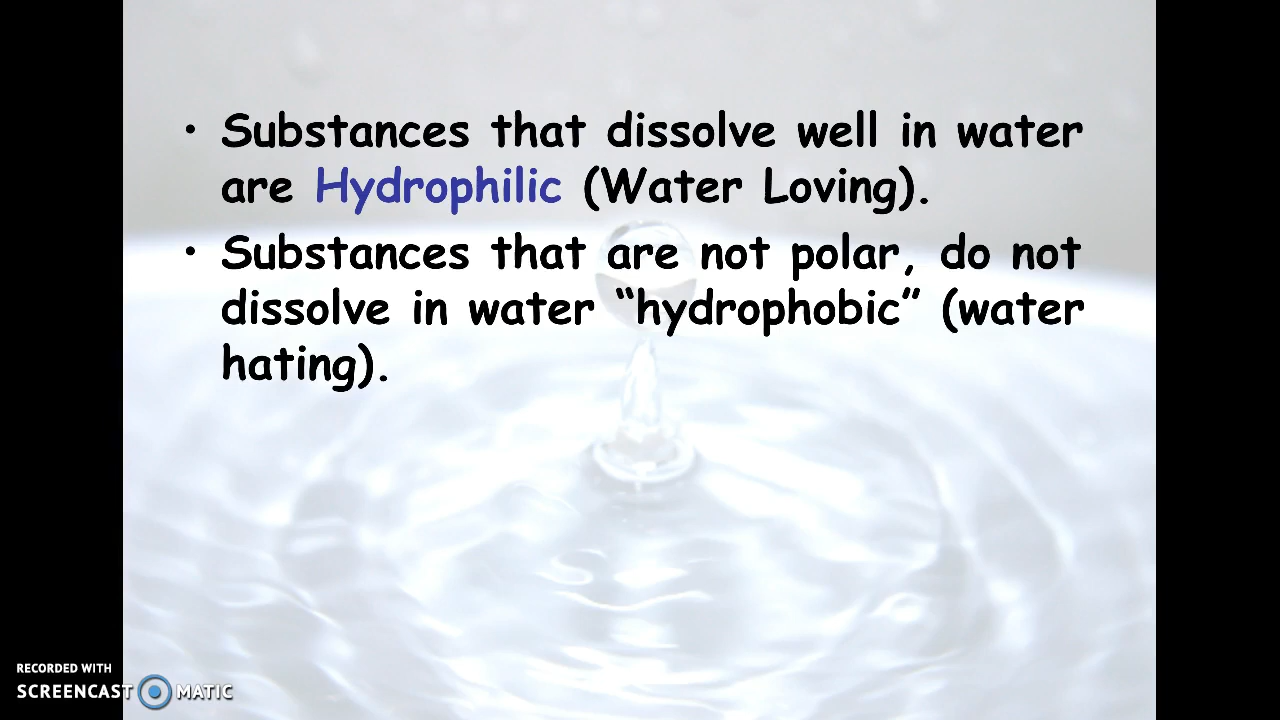 • Substances that dissolve well in water
are Hydrophilic (Water Loving).
• Substances that are not polar, do not
dissolve in water “hydrophobic” (water
hating).
RECORDED WITH
SCREENCAST MATIC